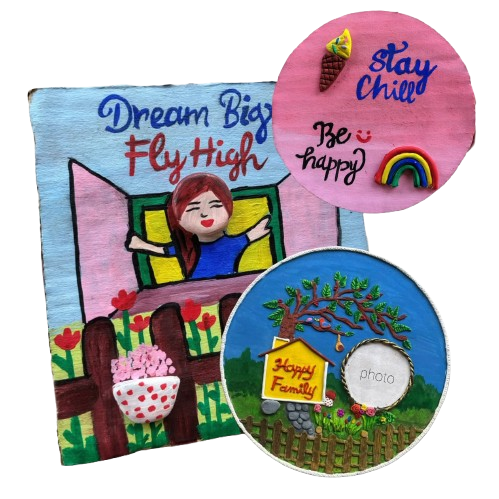 Dream Big
Fly High
Stay
Chill
Be
happy
Happy
Family
photo